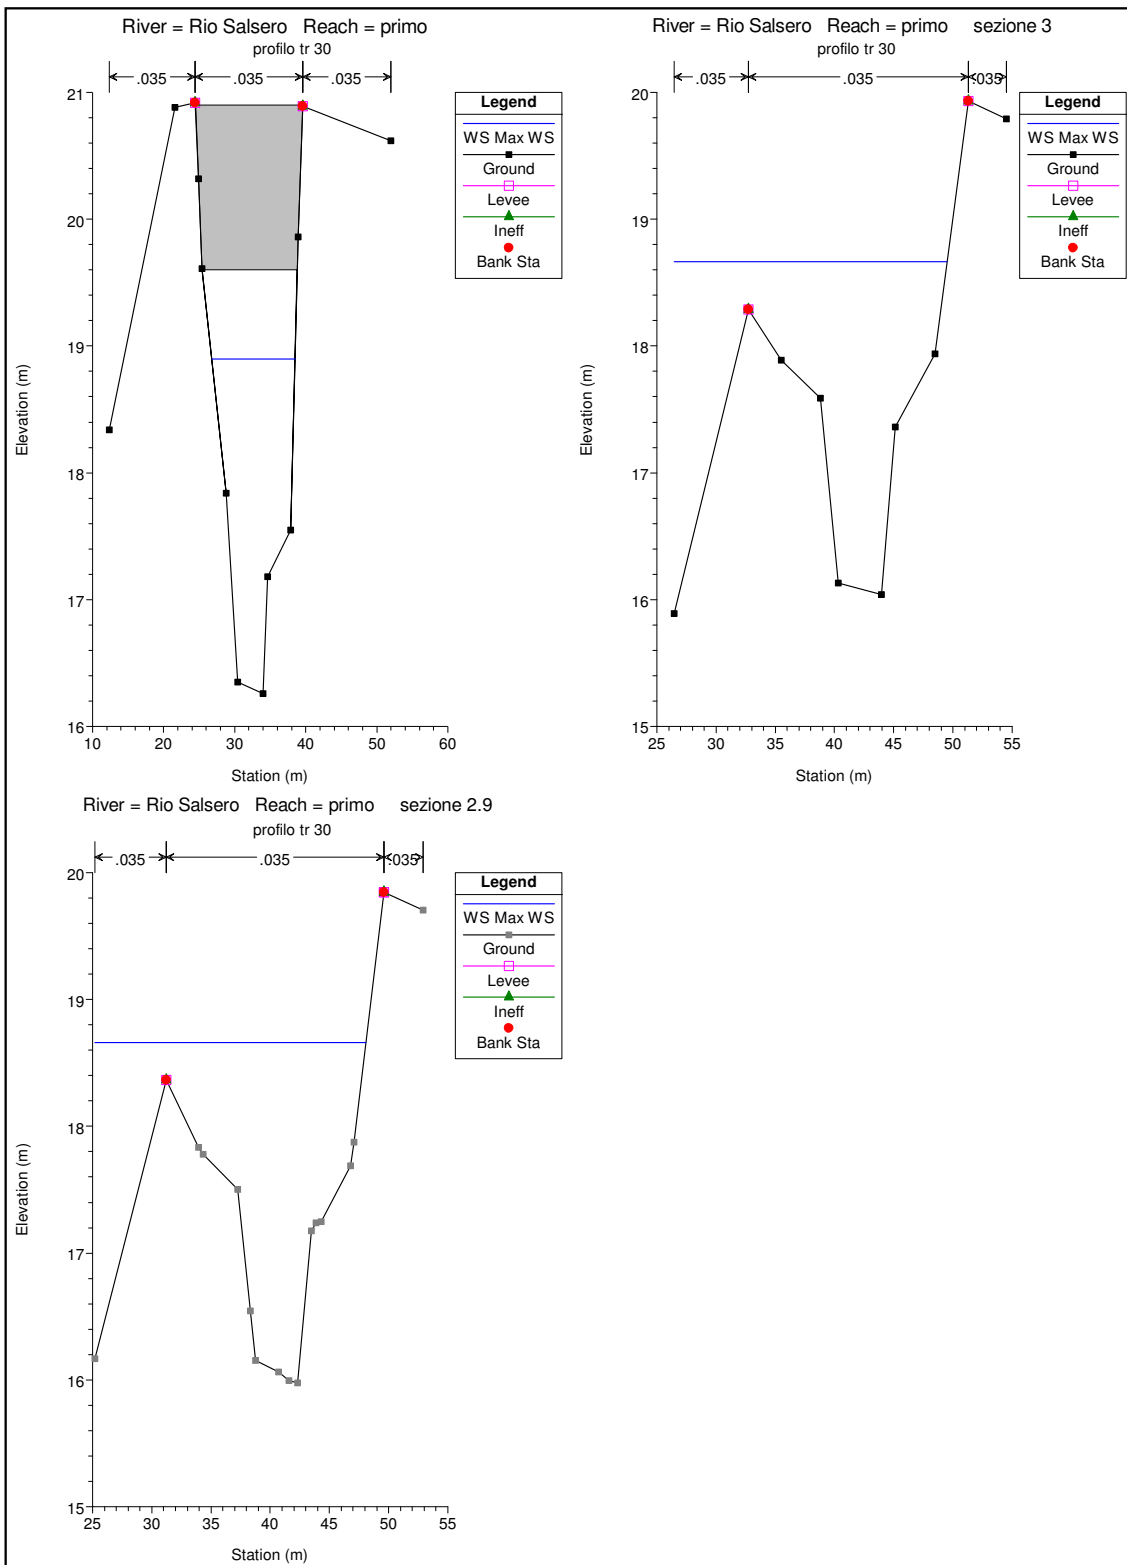 River = Rio Salsero Reach = primo
profilo tr 30
.035 .035 .035
Legend
WS Max WS
Ground
Levee
Ineff
Bank Sta
Elevation (m)
21
20
19
18
17
16
10 20 30 40 50 60
Station (m)
River = Rio Salsero Reach = primo sezione 3
profilo tr 30
.035 .035 .035
Legend
WS Max WS
Ground
Levee
Ineff
Bank Sta
Elevation (m)
20
19
18
17
16
15
25 30 35 40 45 50 55
Station (m)
River = Rio Salsero Reach = primo sezione 2.9
profilo tr 30
.035 .035 .035
Legend
WS Max WS
Ground
Levee
Ineff
Bank Sta
Elevation (m)
20
19
18
17
16
15
25 30 35 40 45 50 55
Station (m)